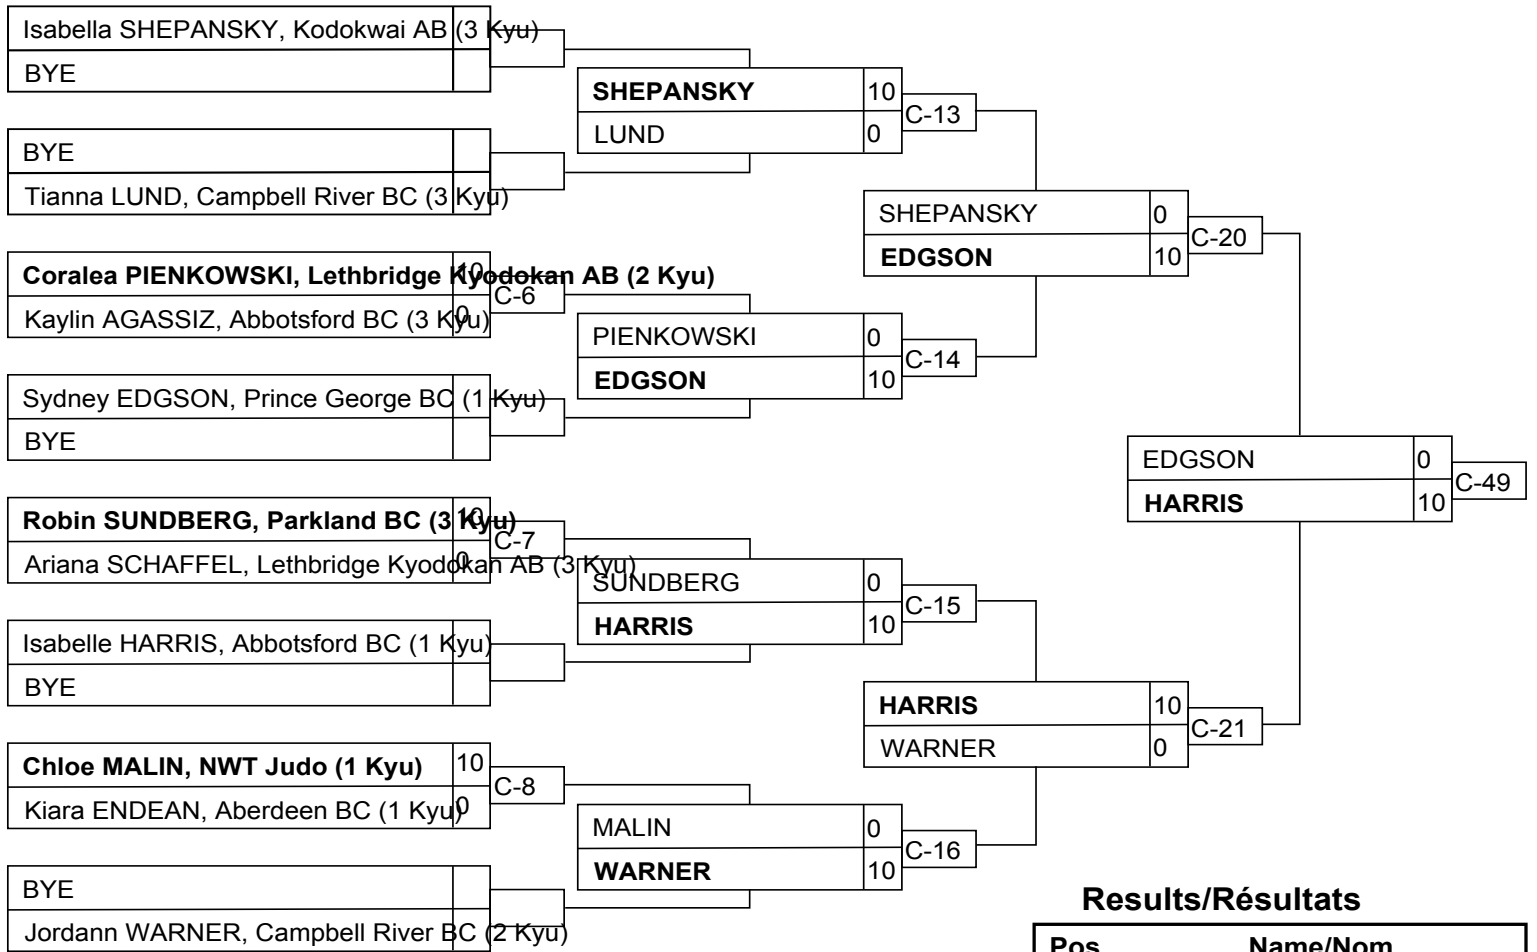 Isabella SHEPANSKY, Kodokwai AB (3 Kyu)
BYE
BYE
Tianna LUND, Campbell River BC (3 Kyu)
Coralea PIENKOWSKI, Lethbridge Kyodokan AB (2 Kyu) 10
Kaylin AGASSIZ, Abbotsford BC (3 Kyu) 0
C-6
Sydney EDGSON, Prince George BC (1 Kyu)
BYE
Robin SUNDBERG, Parkland BC (3 Kyu) 10
Ariana SCHAFFEL, Lethbridge Kyodokan AB (3 Kyu) 0
C-7
Isabelle HARRIS, Abbotsford BC (1 Kyu)
BYE
Chloe MALIN, NWT Judo (1 Kyu) 10
Kiara ENDEAN, Aberdeen BC (1 Kyu) 0
C-8
BYE
Jordann WARNER, Campbell River BC (2 Kyu)
SHEPANSKY 10
LUND 0
C-13
PIENKOWSKI 0
EDGSON 10
C-14
SUNDBERG 0
HARRIS 10
C-15
MALIN 0
WARNER 10
C-16
SHEPANSKY 0
EDGSON 10
C-20
HARRIS 10
WARNER 0
C-21
EDGSON 0
HARRIS 10
C-49
Results/Résultats
Pos Name/Nom